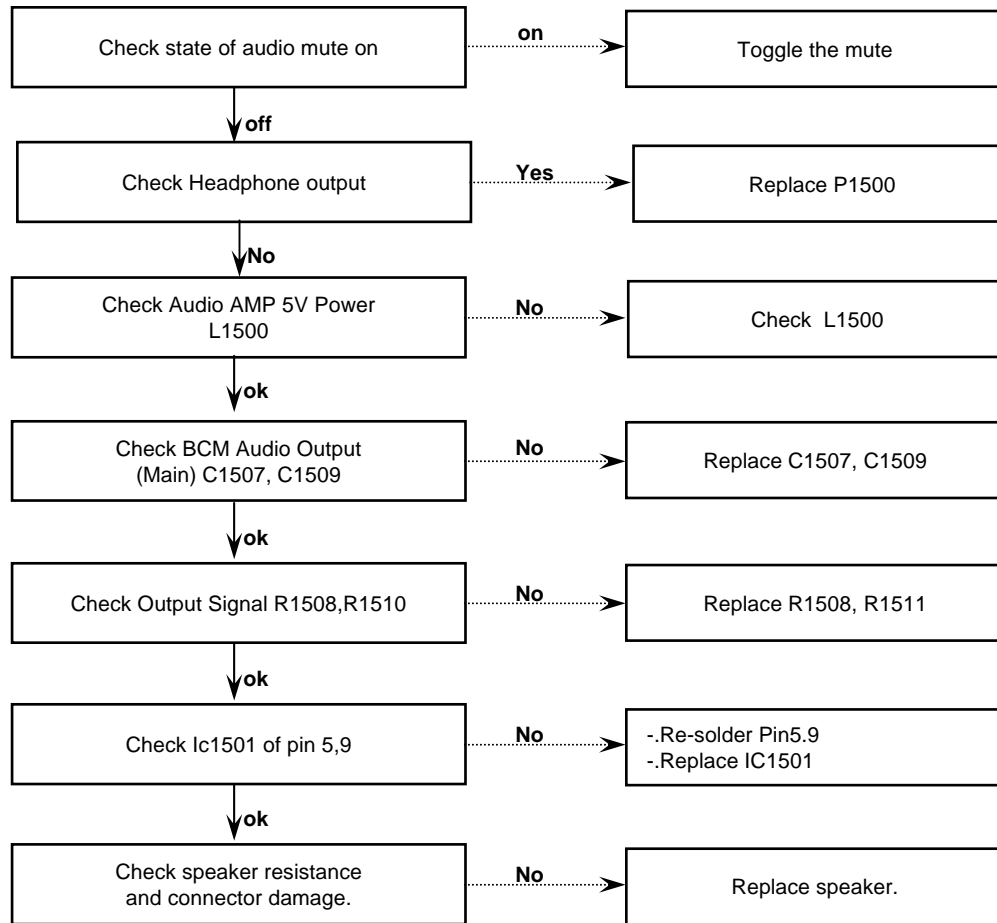 Check state of audio mute on
on
Toggle the mute
off
Check Headphone output
Yes
Replace P1500
No
Check Audio AMP 5V Power
L1500
No
Check L1500
ok
Check BCM Audio Output
(Main) C1507, C1509
No
Replace C1507, C1509
ok
Check Output Signal R1508,R1510
No
Replace R1508, R1511
ok
Check Ic1501 of pin 5,9
No
-.Re-solder Pin5.9
-.Replace IC1501
ok
Check speaker resistance
and connector damage.
No
Replace speaker.